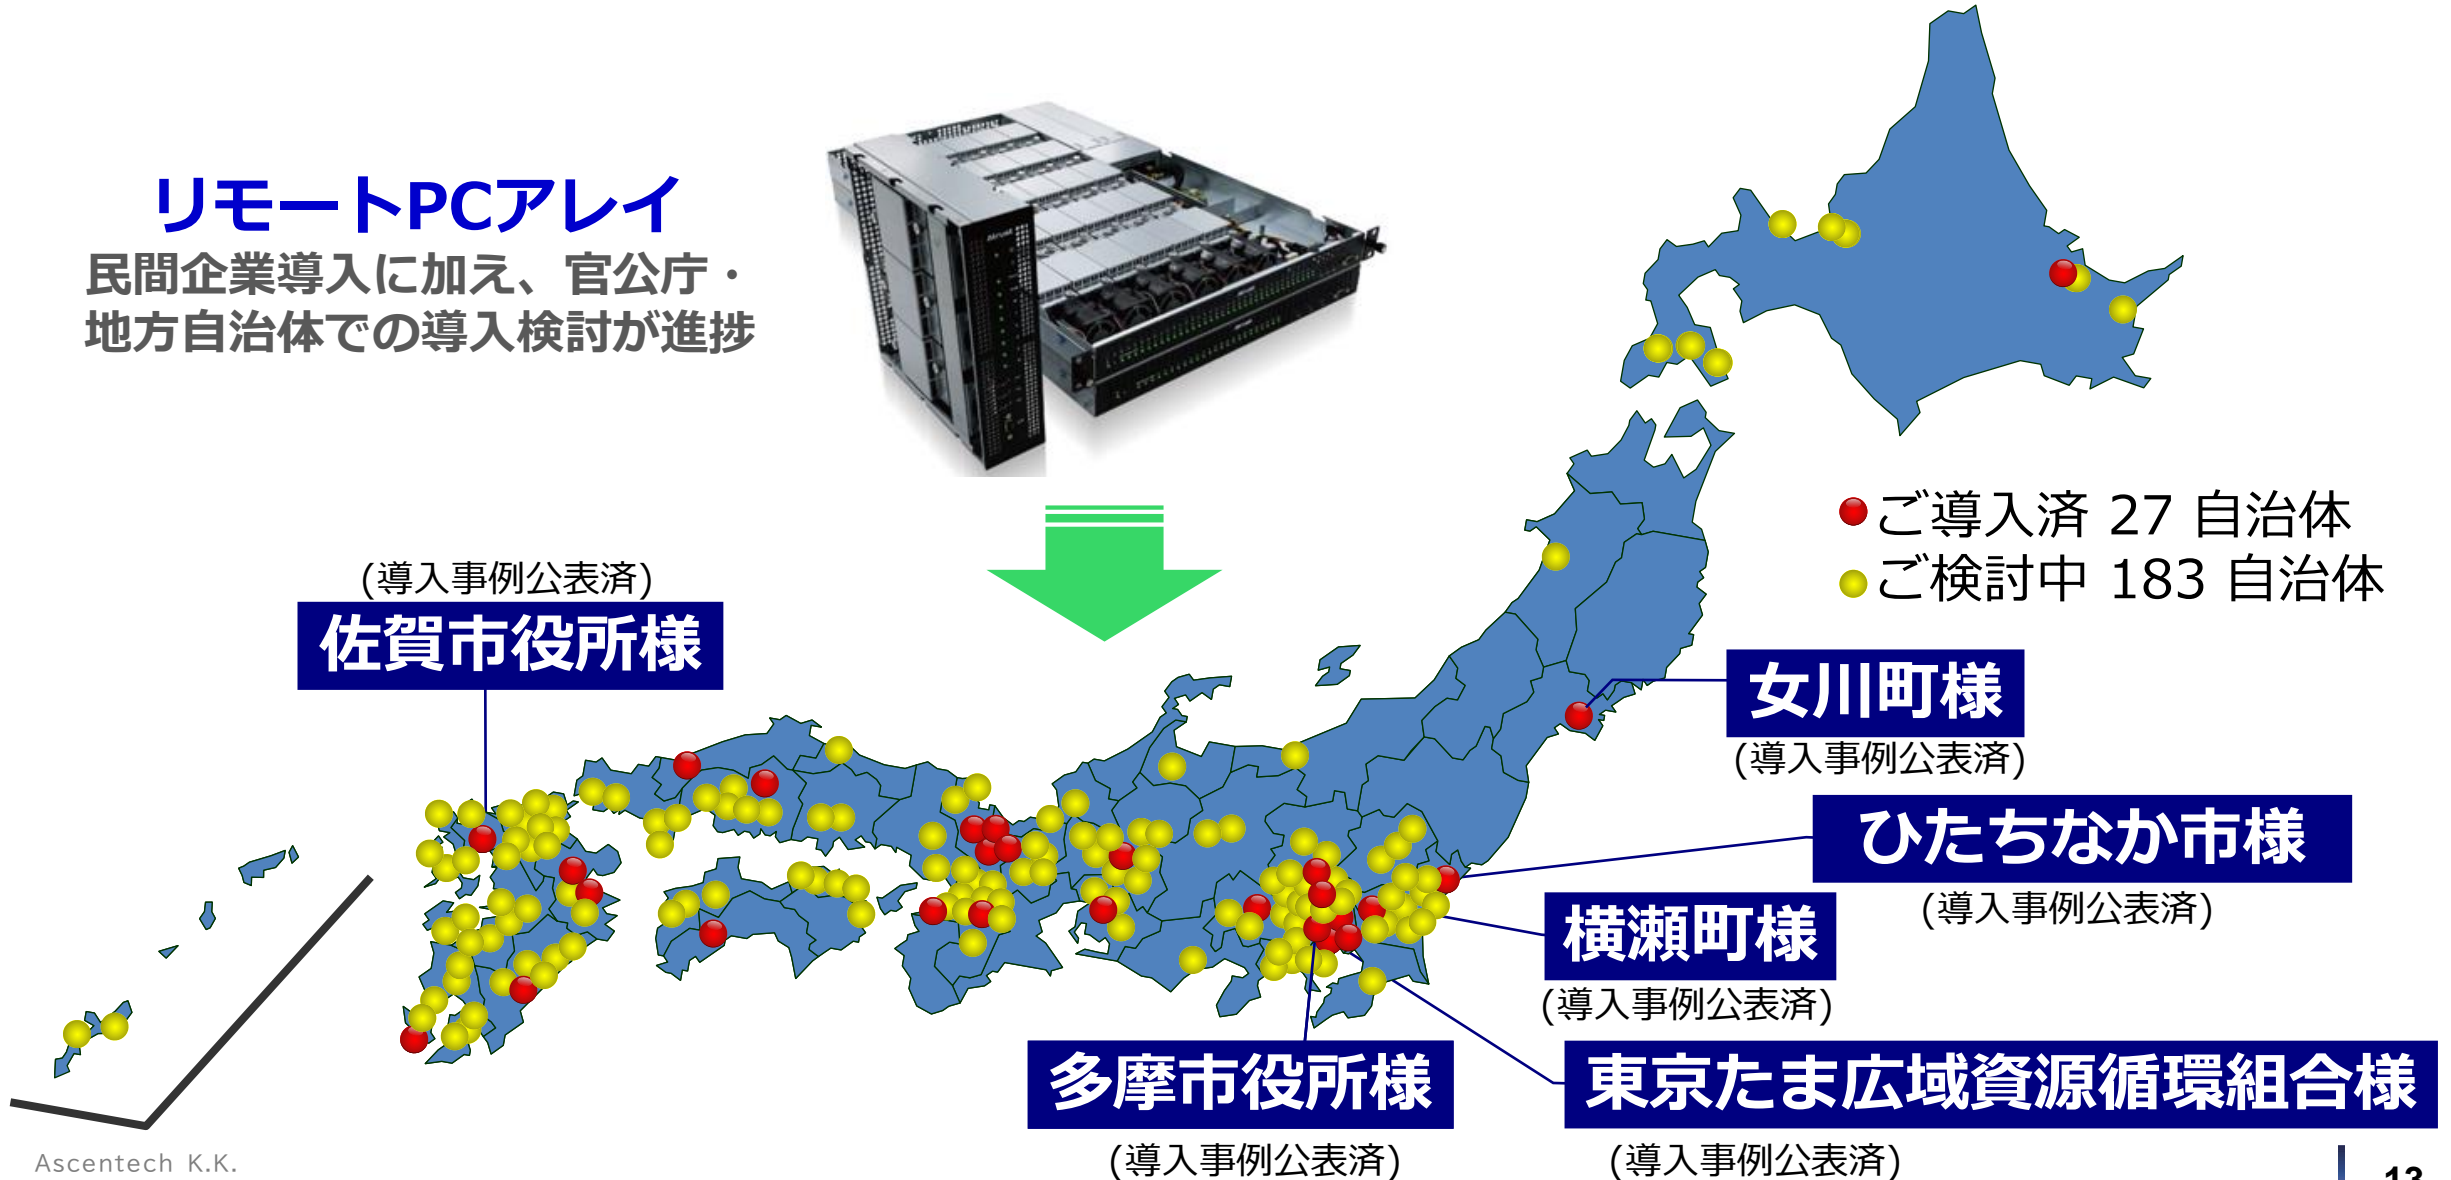 リモートPCアレイ
民間企業導入に加え、官公庁・
地方自治体での導入検討が進捗
ご導入済 27 自治体
ご検討中 183 自治体
(導入事例公表済)
佐賀市役所様
女川町様
(導入事例公表済)
ひたちなか市様
(導入事例公表済)
横瀬町様
(導入事例公表済)
多摩市役所様
(導入事例公表済)
東京たま広域資源循環組合様
(導入事例公表済)
Ascentech K.K.
13